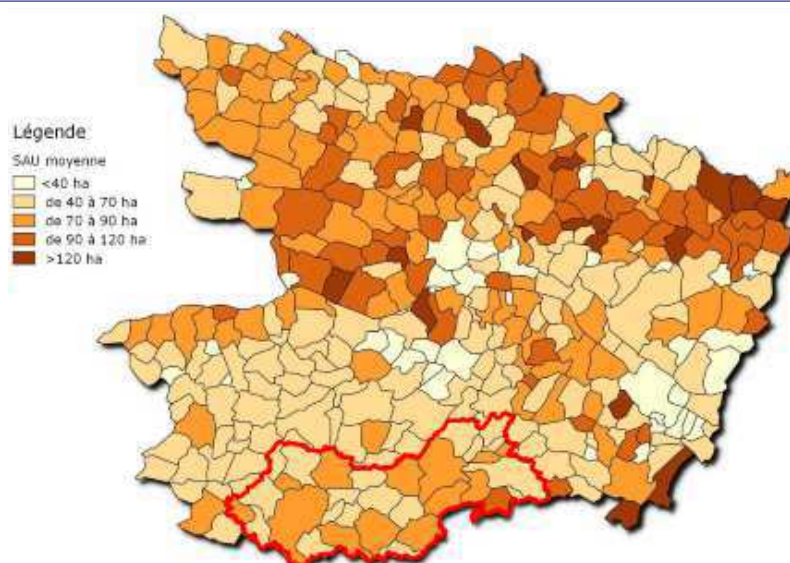 Légende
SAU moyenne
<40 ha
de 40 à 70 ha
de 70 à 90 ha
de 90 à 120 ha
>120 ha